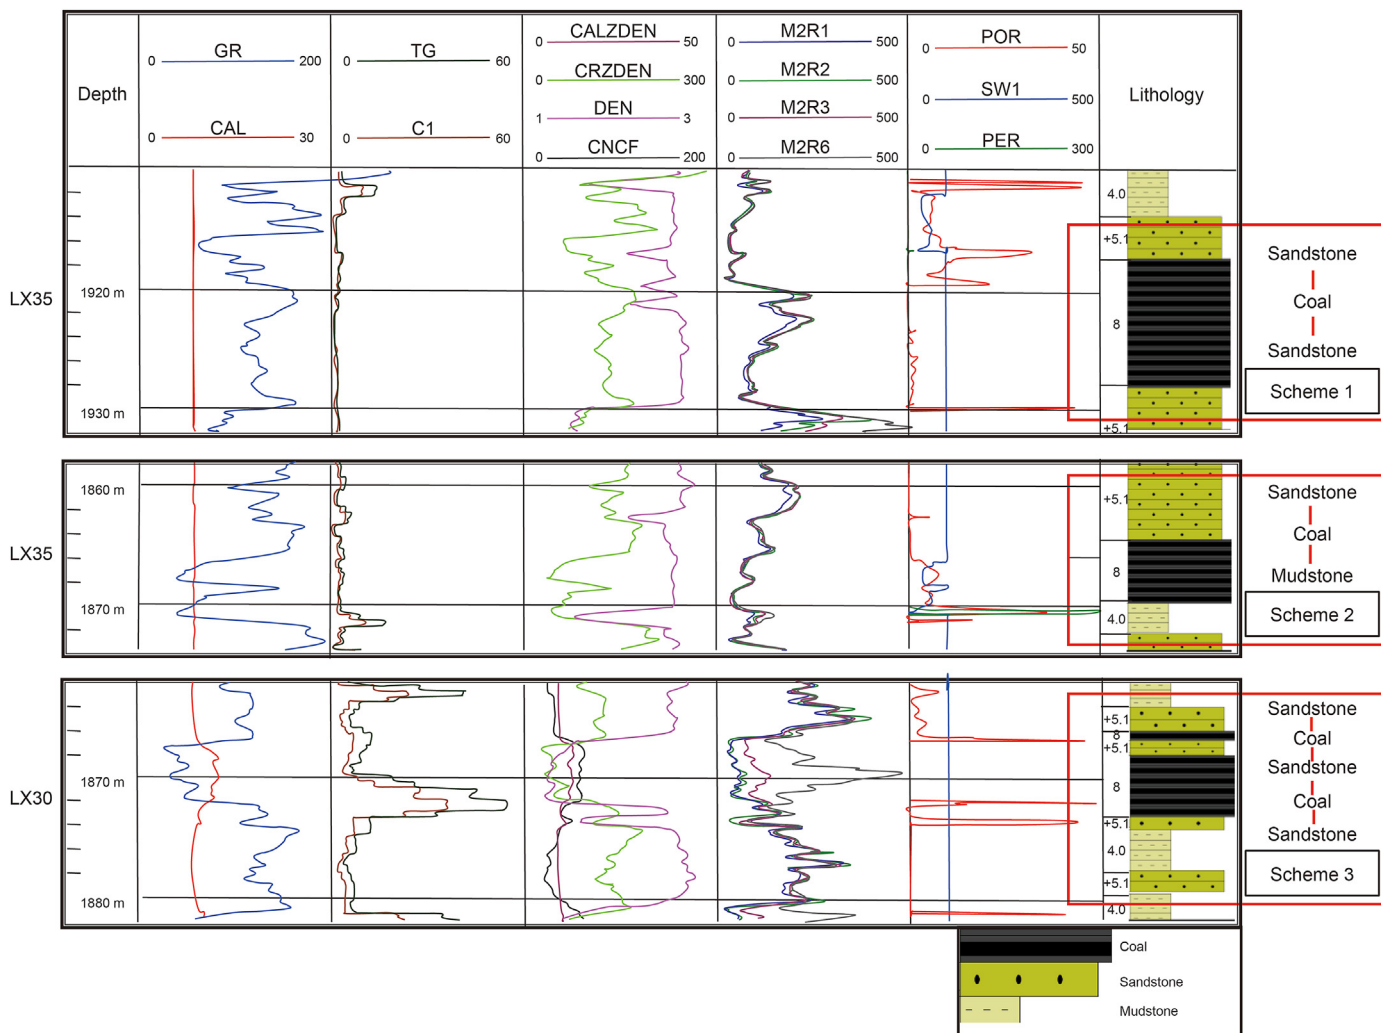 Depth
GR
0 200
CAL
0 30
TG
0 60
C1
0 60
CALZDEN
0 50
CRZDEN
0 300
DEN
1 3
CNCF
0 200
M2R1
0 500
M2R2
0 500
M2R3
0 500
M2R6
0 500
POR
0 50
SW1
0 500
PER
0 300
Lithology
LX35
1920 m
1930 m
4.0
+5.1
8
+5.1
Sandstone
Coal
Sandstone
Scheme 1
LX35
1860 m
1870 m
+5.1
8
4.0
Sandstone
Coal
Mudstone
Scheme 2
LX30
1870 m
1880 m
+5.1
8
+5.1
8
+5.1
4.0
+5.1
4.0
Sandstone
Coal
Sandstone
Coal
Sandstone
Scheme 3
Coal
Sandstone
Mudstone